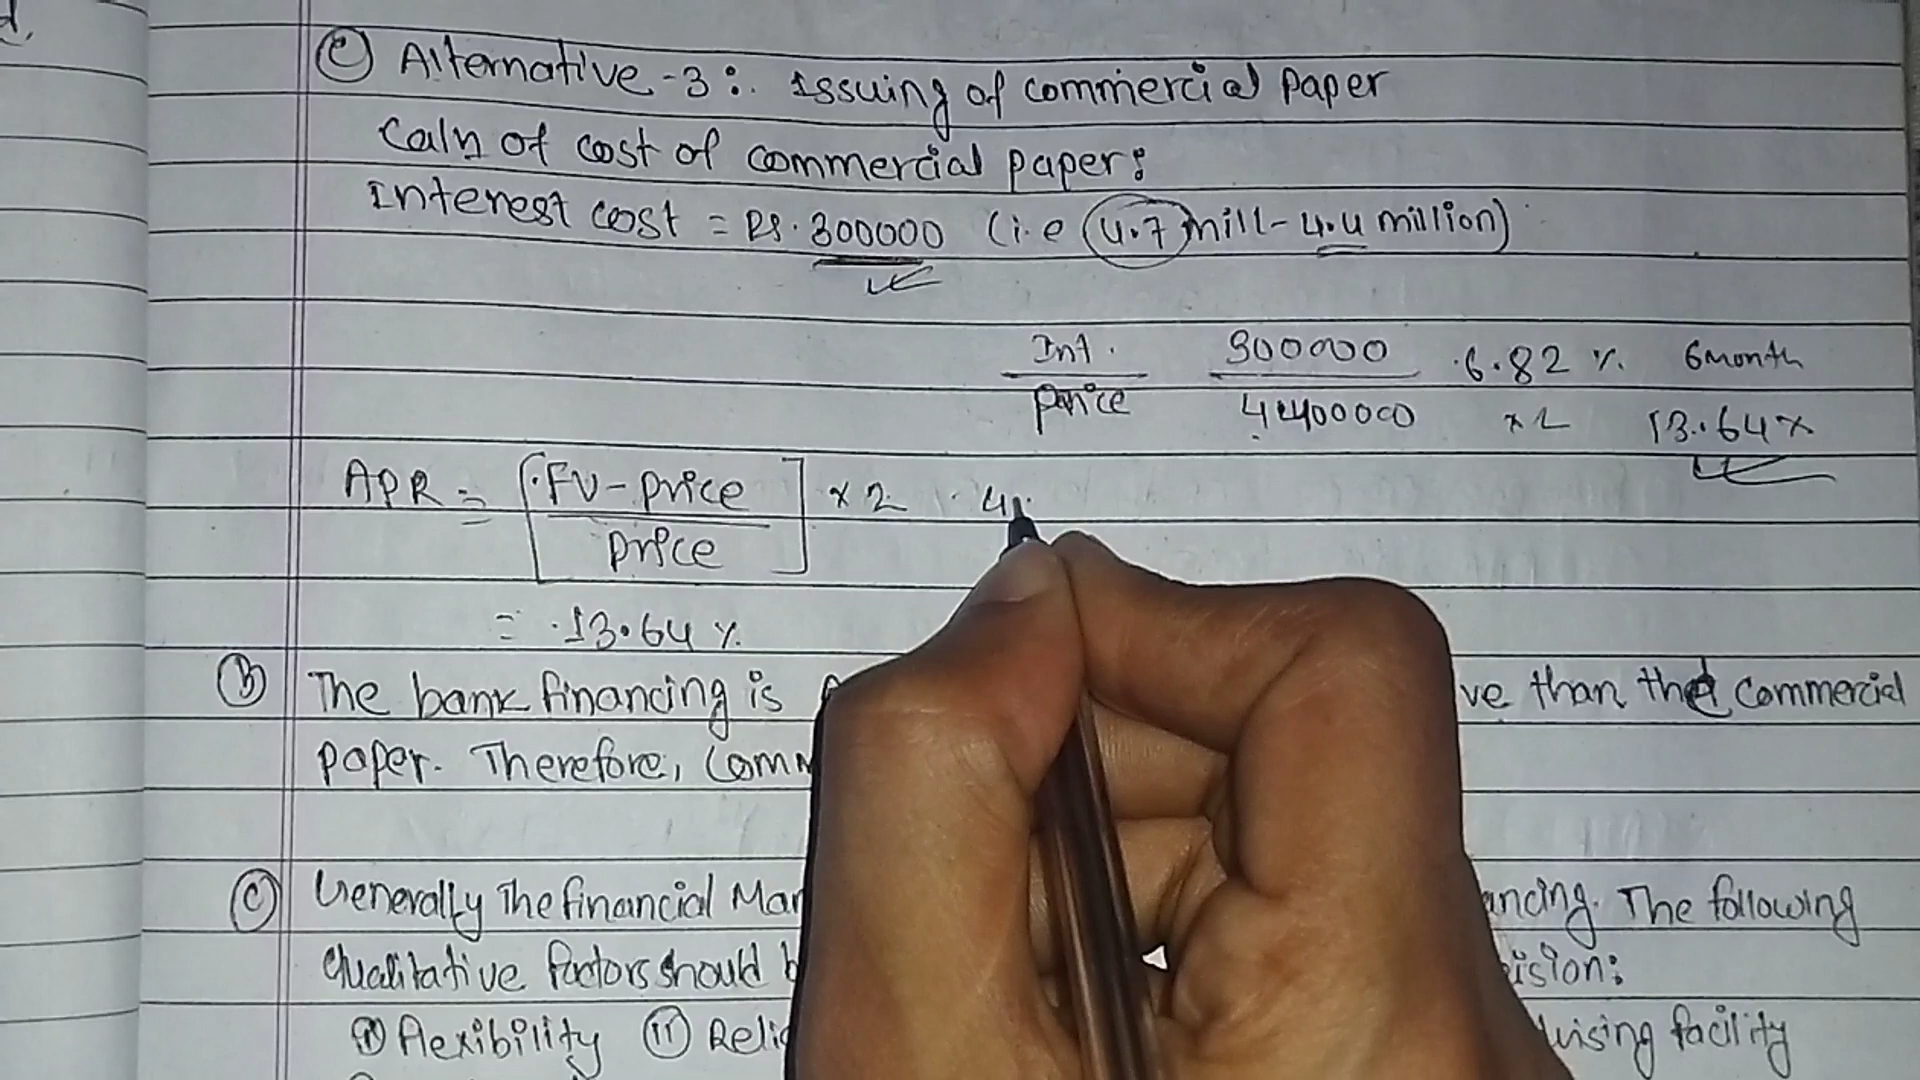 d.
(C) Alternative-3:. Issuing of commercial paper
Caln of cost of commercial paper:
Interest cost = Rs.300000 (i.e 4.7 mill-4.4 million)
Int. 300000 6.82 % 6month
Price 4400000 ×2 13.64%
APR = [FV-price] ×2 4.
price
= 13.64 %
(b) The bank financing is ve than the commercial
paper. Therefore, comm
(C) Generally the financial Man ancing. The following
qualitative factors should b ision:
(i) flexibility (ii) Reli facility